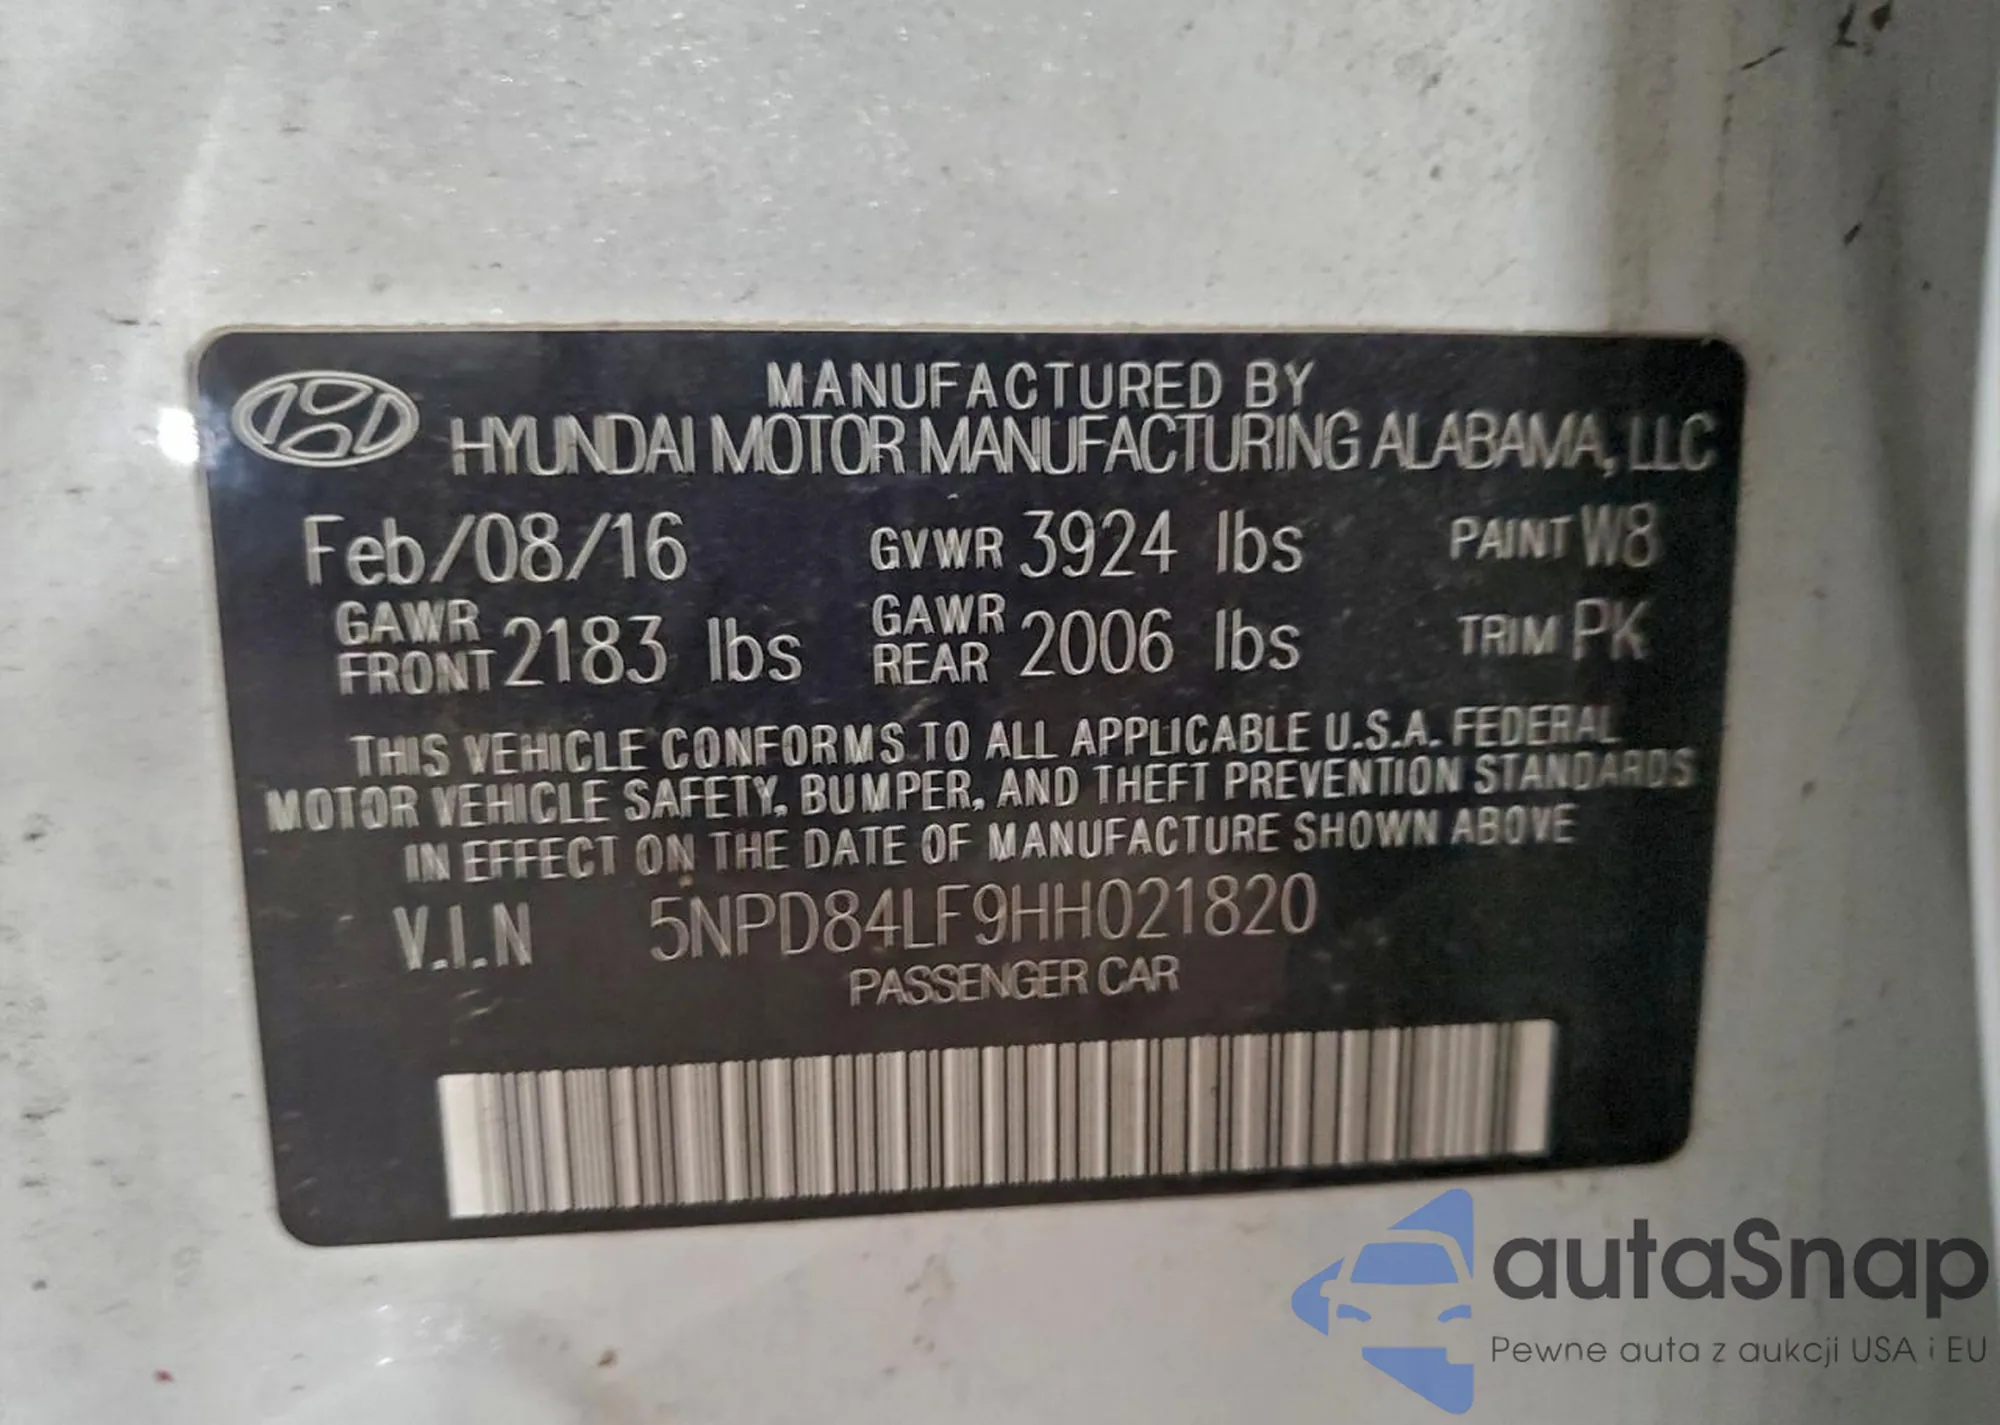 MANUFACTURED BY
HYUNDAI MOTOR MANUFACTURING ALABAMA, LLC
Feb/08/16 GVWR 3924 lbs PAINT W8
GAWR FRONT 2183 lbs GAWR REAR 2006 lbs TRIM PK
THIS VEHICLE CONFORMS TO ALL APPLICABLE U.S.A. FEDERAL
MOTOR VEHICLE SAFETY, BUMPER, AND THEFT PREVENTION STANDARDS
IN EFFECT ON THE DATE OF MANUFACTURE SHOWN ABOVE
V.I.N 5NPD84LF9HH021820
PASSENGER CAR
autaSnap
Pewne auta z aukcji USA i EU